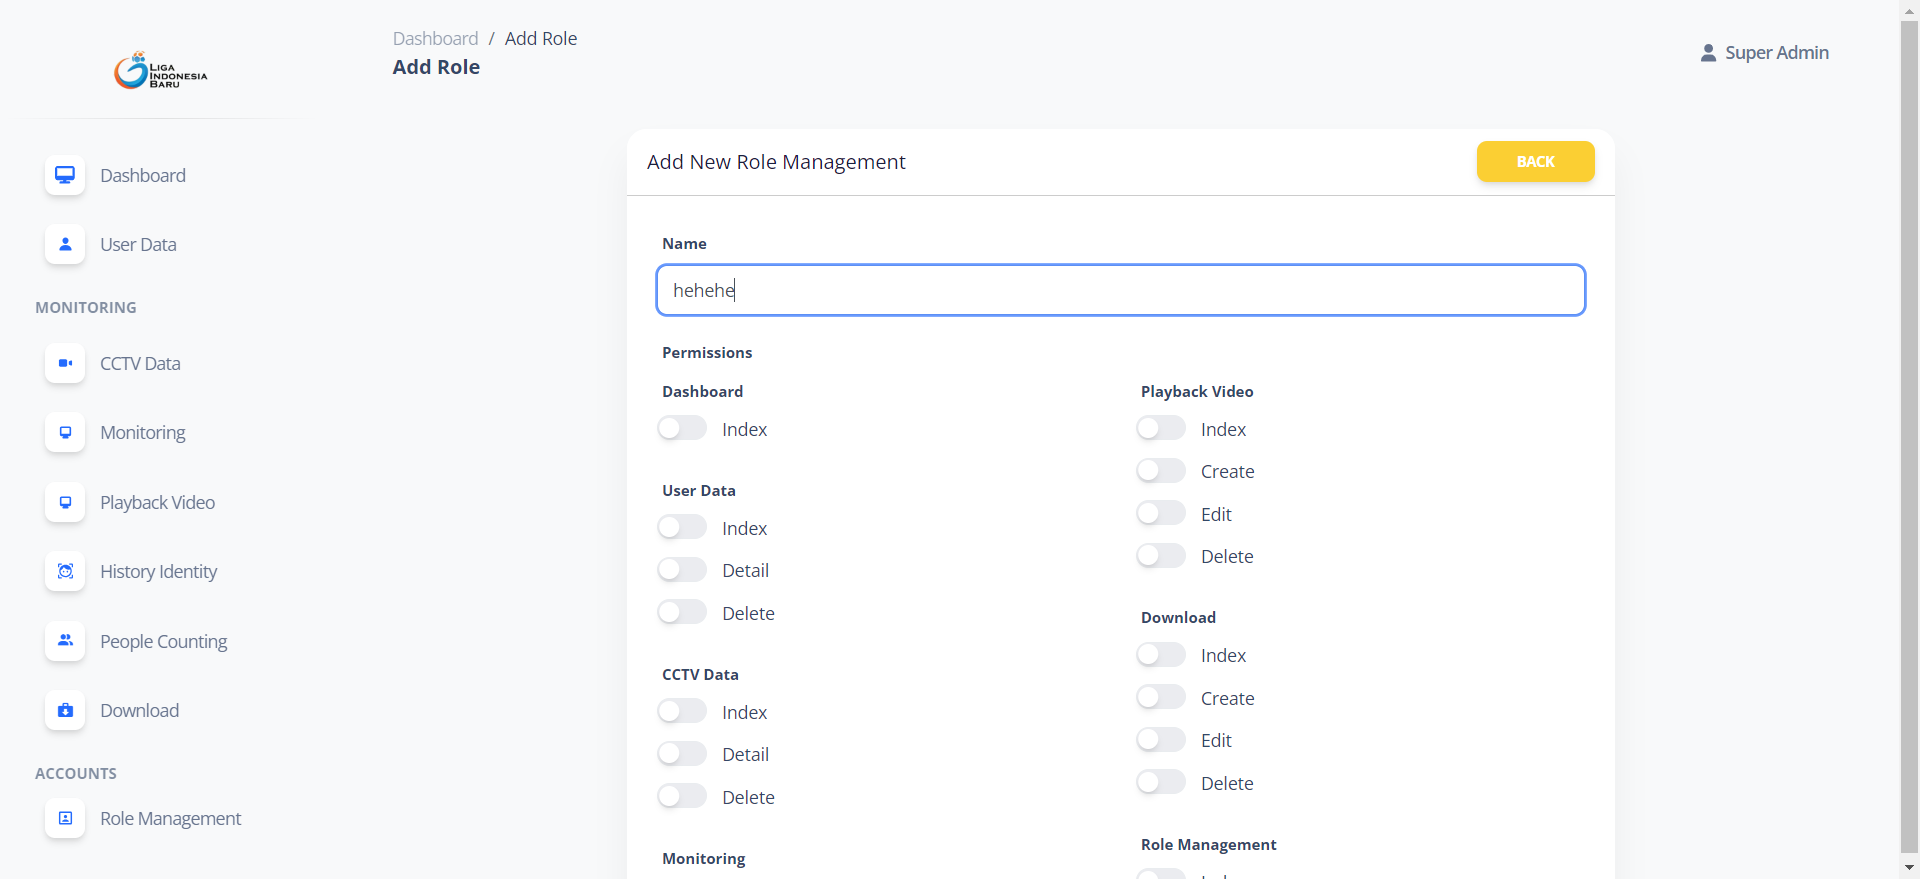 LIGA
INDONESIA
BARU
Dashboard / Add Role
Add Role
Super Admin
Dashboard
User Data
MONITORING
CCTV Data
Monitoring
Playback Video
History Identity
People Counting
Download
ACCOUNTS
Role Management
Add New Role Management
BACK
Name
hehehe
Permissions
Dashboard
Index
User Data
Index
Detail
Delete
CCTV Data
Index
Detail
Delete
Monitoring
Playback Video
Index
Create
Edit
Delete
Download
Index
Create
Edit
Delete
Role Management